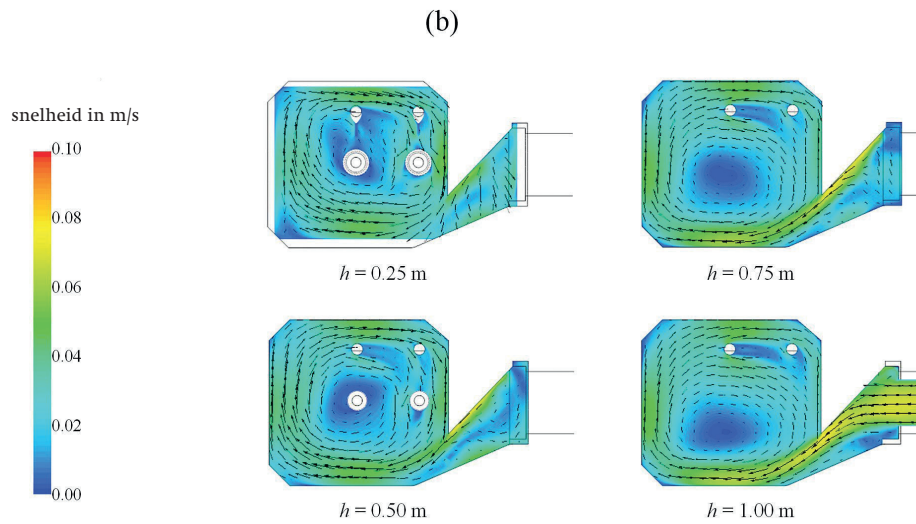 (b)
snelheid in m/s
0.10
0.08
0.06
0.04
0.02
0.00
h = 0.25 m
h = 0.75 m
h = 0.50 m
h = 1.00 m